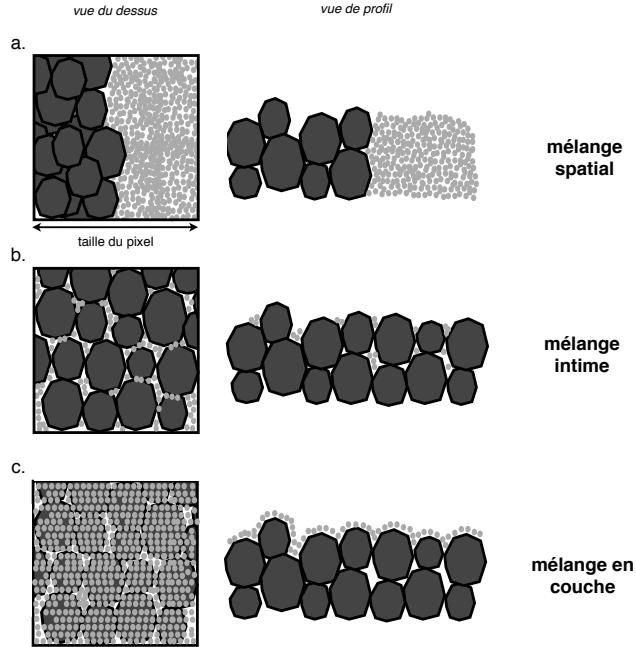 vue du dessus
vue de profil
a.
mélange
spatial
taille du pixel
b.
mélange
intime
c.
mélange en
couche